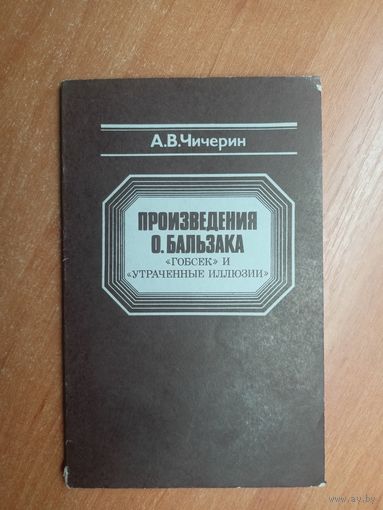 А.В.Чичерин
ПРОИЗВЕДЕНИЯ
О. БАЛЬЗАКА
«ГОБСЕК» И
«УТРАЧЕННЫЕ ИЛЛЮЗИИ»
www.ay.by